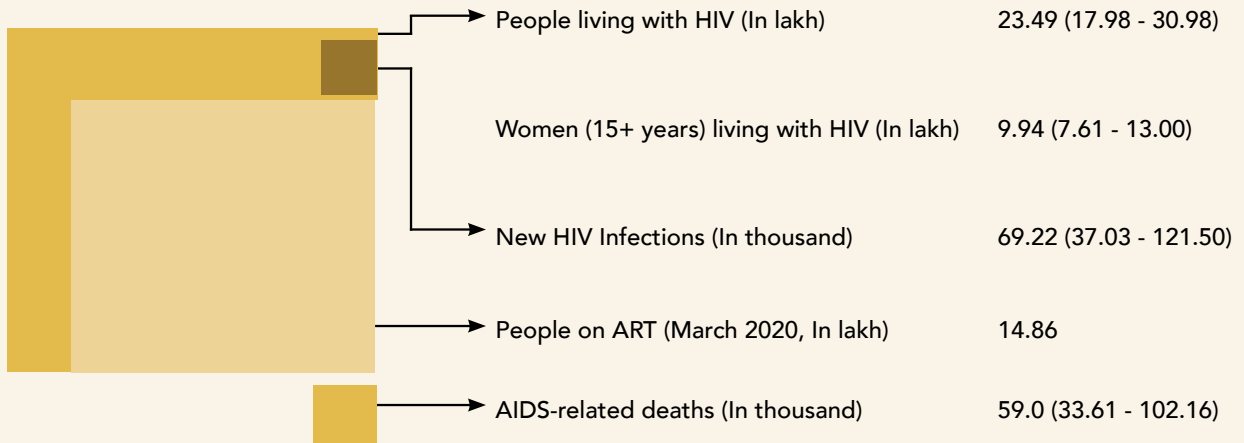 People living with HIV (In lakh) 23.49 (17.98 - 30.98)
Women (15+ years) living with HIV (In lakh) 9.94 (7.61 - 13.00)
New HIV Infections (In thousand) 69.22 (37.03 - 121.50)
People on ART (March 2020, In lakh) 14.86
AIDS-related deaths (In thousand) 59.0 (33.61 - 102.16)